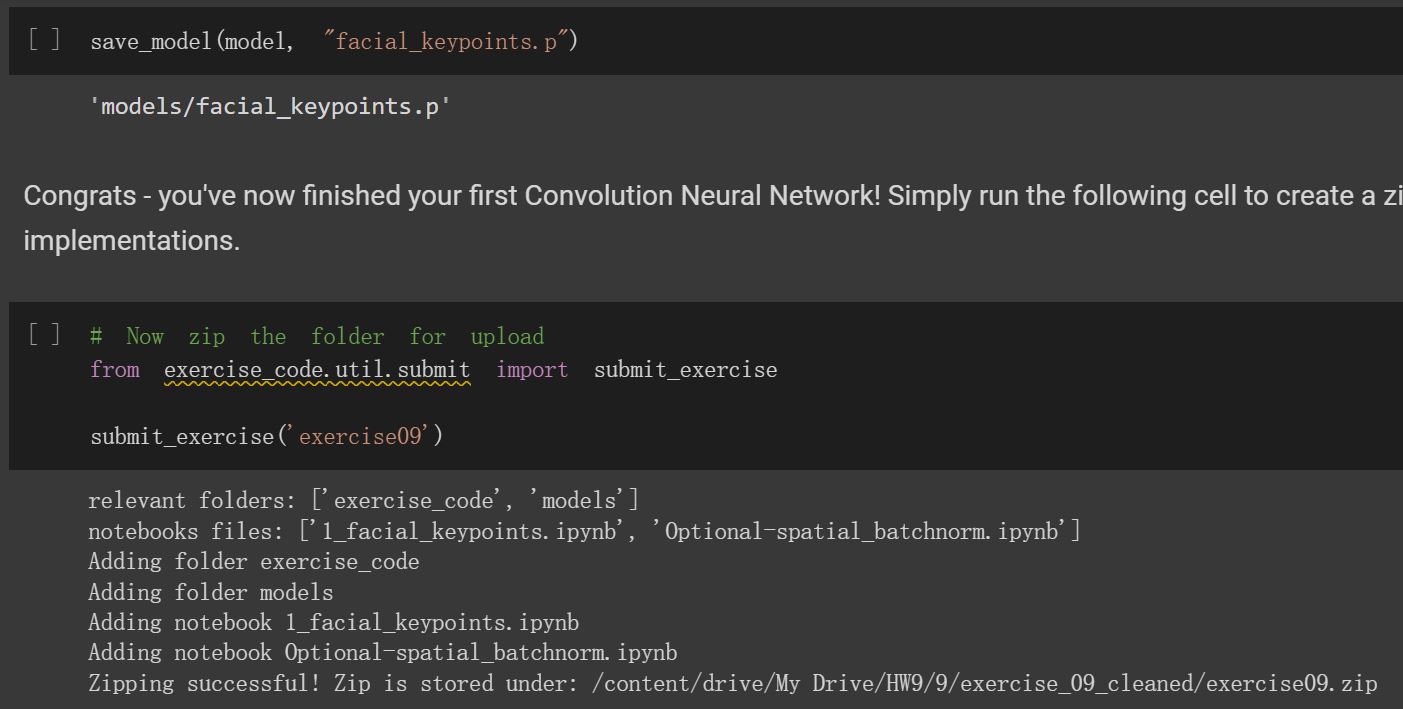 [ ] save_model(model, "facial_keypoints.p")
'models/facial_keypoints.p'
Congrats - you've now finished your first Convolution Neural Network! Simply run the following cell to create a zi
implementations.
[ ] # Now zip the folder for upload
from exercise_code.util.submit import submit_exercise
submit_exercise('exercise09')
relevant folders: ['exercise_code', 'models']
notebooks files: ['1_facial_keypoints.ipynb', 'Optional-spatial_batchnorm.ipynb']
Adding folder exercise_code
Adding folder models
Adding notebook 1_facial_keypoints.ipynb
Adding notebook Optional-spatial_batchnorm.ipynb
Zipping successful! Zip is stored under: /content/drive/My Drive/HW9/9/exercise_09_cleaned/exercise09.zip